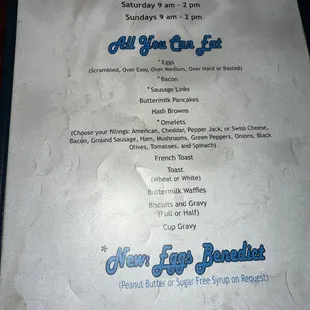 Saturday 9 am - 2 pm
Sundays 9 am - 2 pm
All You Can Eat
*Eggs
(Scrambled, Over Easy, Over Medium, Over Hard or Basted)
*Bacon
*Sausage Links
Buttermilk Pancakes
Hash Browns
*Omelets
(Choose your fillings: American, Cheddar, Pepper Jack, or Swiss Cheese,
Bacon, Ground Sausage, Ham, Mushrooms, Green Peppers, Onions, Black
Olives, Tomatoes, and Spinach)
French Toast
Toast
(Wheat or White)
Buttermilk Waffles
Biscuits and Gravy
(Full or Half)
Cup Gravy
*New: Eggs Benedict
(Peanut Butter or Sugar Free Syrup on Request)